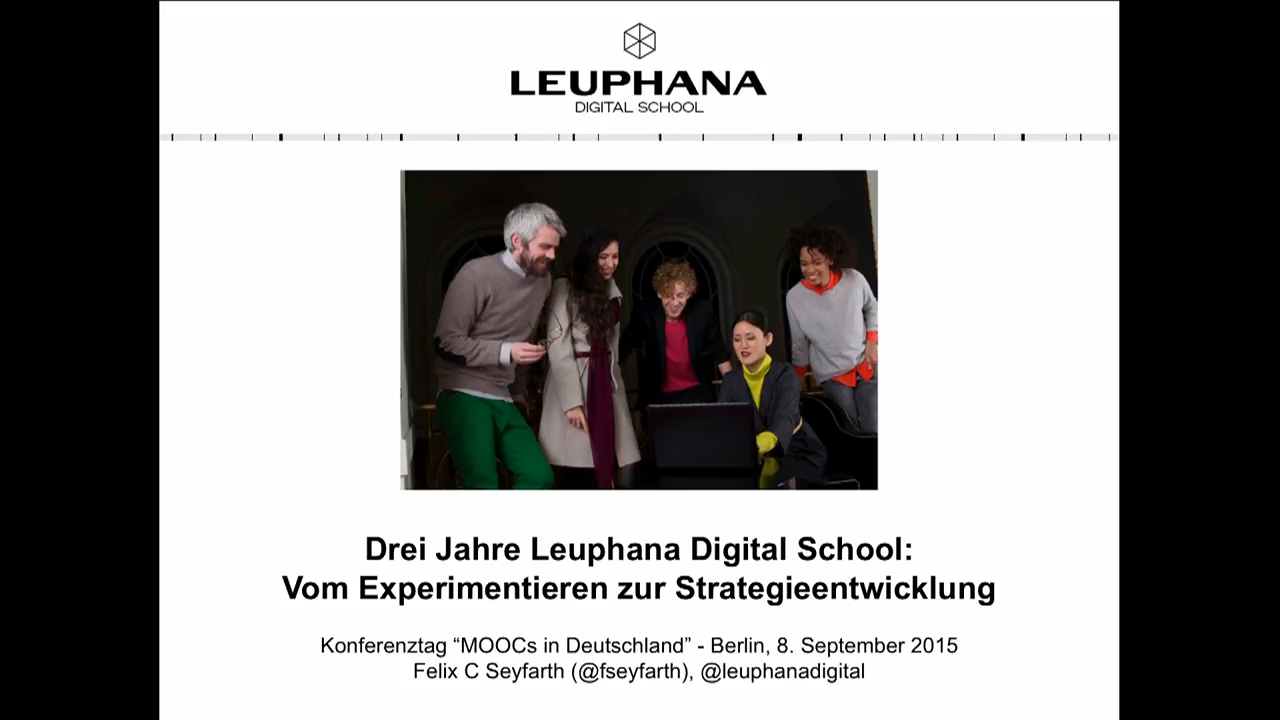 LEUPHANA
DIGITAL SCHOOL
Drei Jahre Leuphana Digital School:
Vom Experimentieren zur Strategieentwicklung
Konferenztag “MOOCs in Deutschland” - Berlin, 8. September 2015
Felix C Seyfarth (@fseyfarth), @leuphanadigital